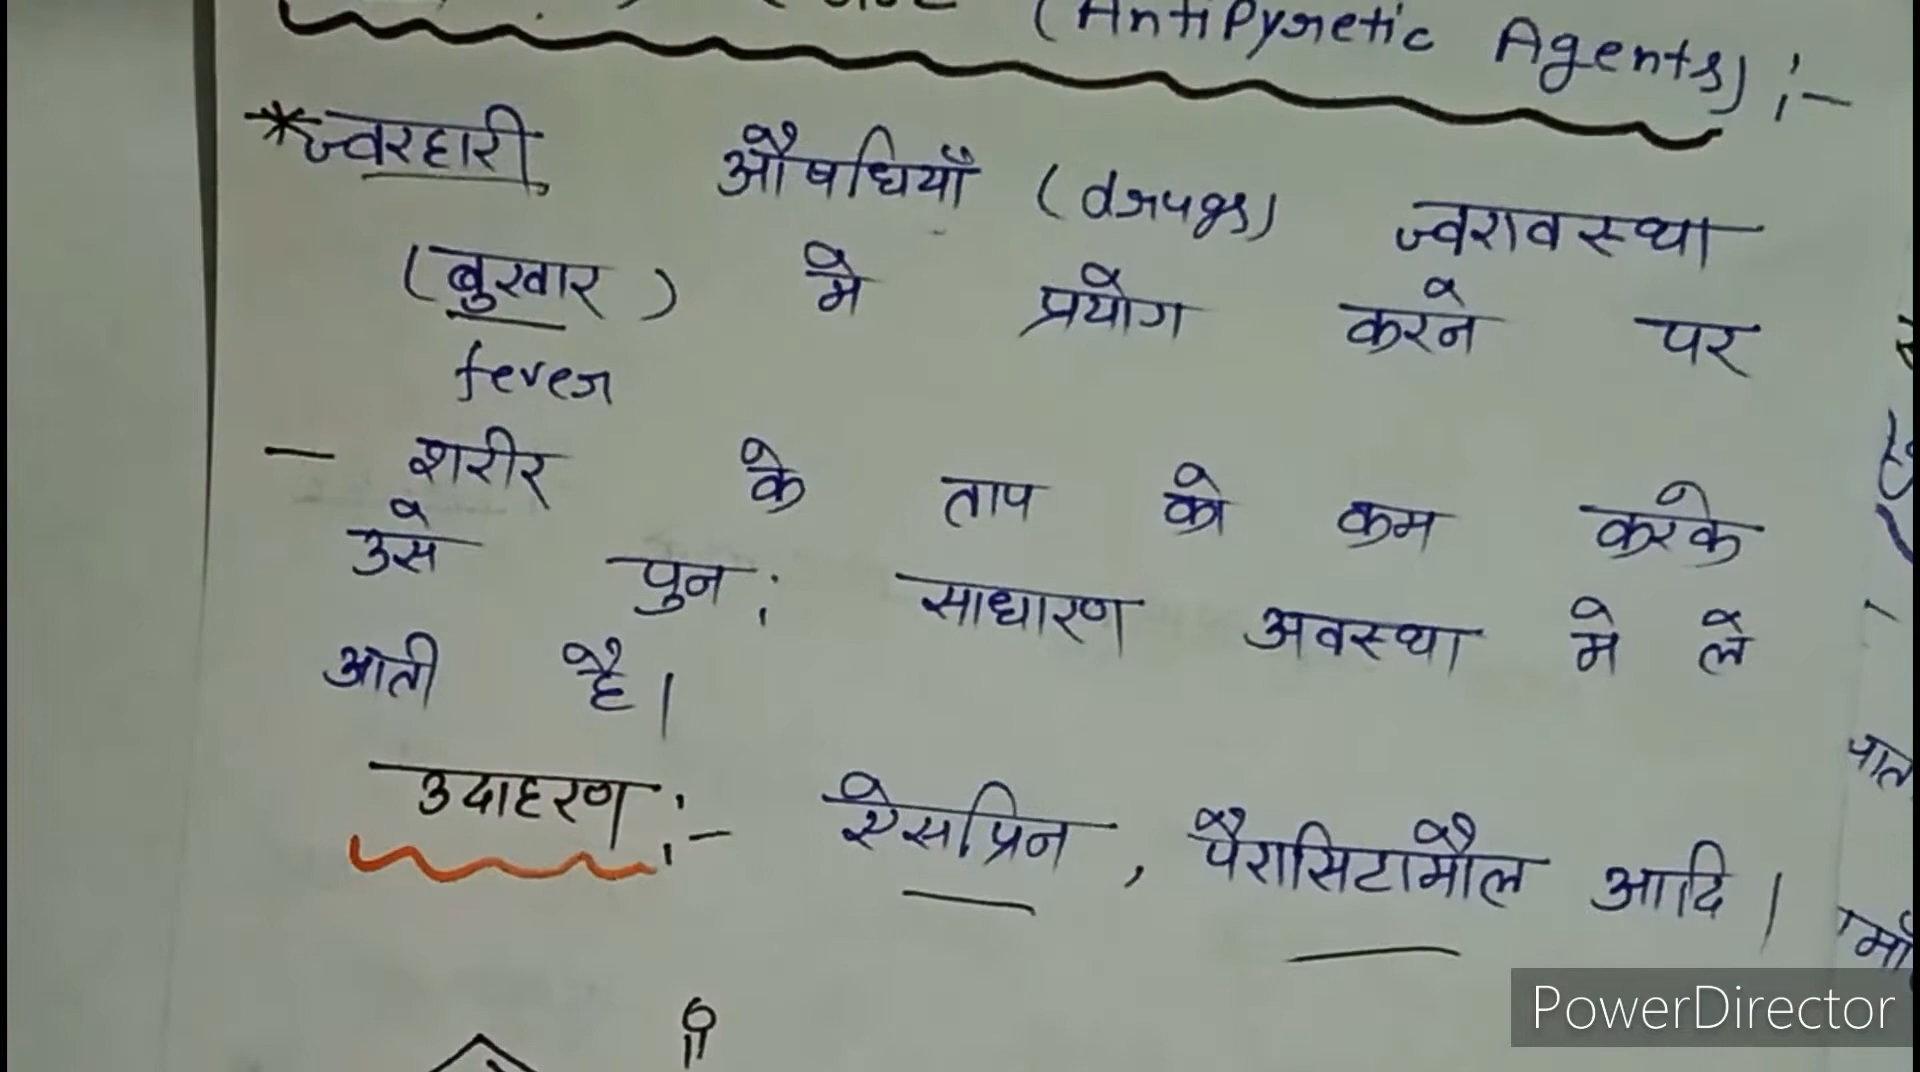 (Antipyretic Agents) :-
*ज्वरहारी औषधियाँ (drugs) ज्वरावस्था
(बुखार) मे प्रयोग करने पर
fever
- शरीर के ताप को कम करके
उसे पुन: साधारण अवस्था मे ले
आती है।
उदाहरण :- ऐसप्रिन, पैरासिटामौल आदि।
PowerDirector